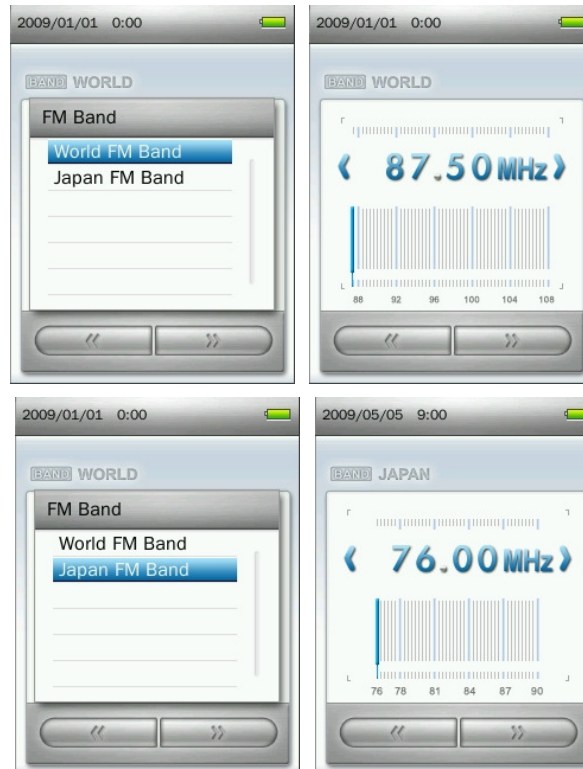 2009/01/01 0:00
BAND WORLD
FM Band
World FM Band
Japan FM Band
2009/01/01 0:00
BAND WORLD
87.50MHz
88 92 96 100 104 108
2009/01/01 0:00
BAND WORLD
FM Band
World FM Band
Japan FM Band
2009/05/05 9:00
BAND JAPAN
76.00MHz
76 78 81 84 87 90